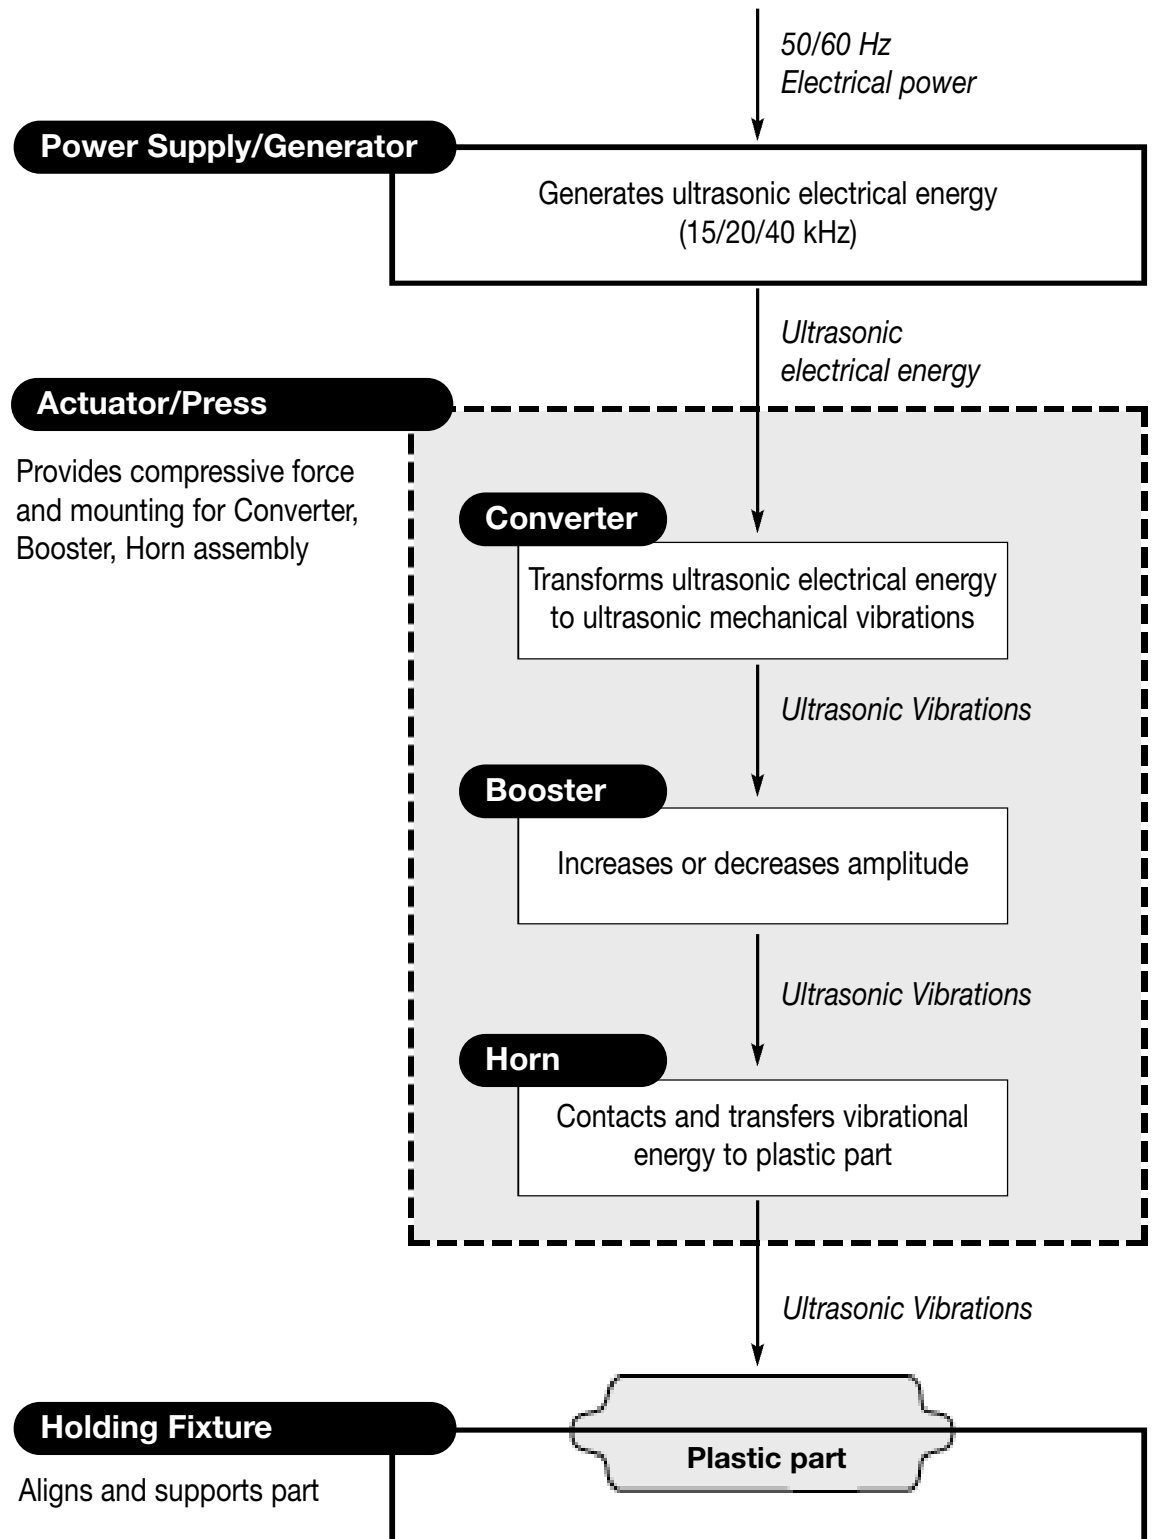 50/60 Hz
Electrical power
Power Supply/Generator
Generates ultrasonic electrical energy
(15/20/40 kHz)
Ultrasonic
electrical energy
Actuator/Press
Provides compressive force
and mounting for Converter,
Booster, Horn assembly
Converter
Transforms ultrasonic electrical energy
to ultrasonic mechanical vibrations
Ultrasonic Vibrations
Booster
Increases or decreases amplitude
Ultrasonic Vibrations
Horn
Contacts and transfers vibrational
energy to plastic part
Ultrasonic Vibrations
Holding Fixture
Aligns and supports part
Plastic part